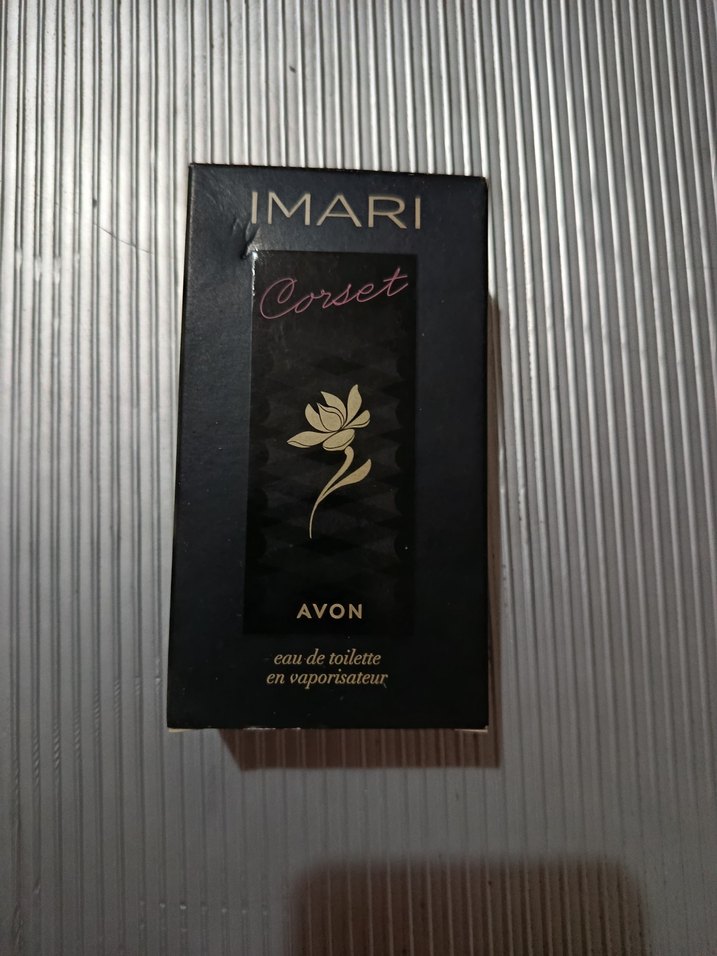 IMARI
Corset
AVON
eau de toilette
en vaporisateur